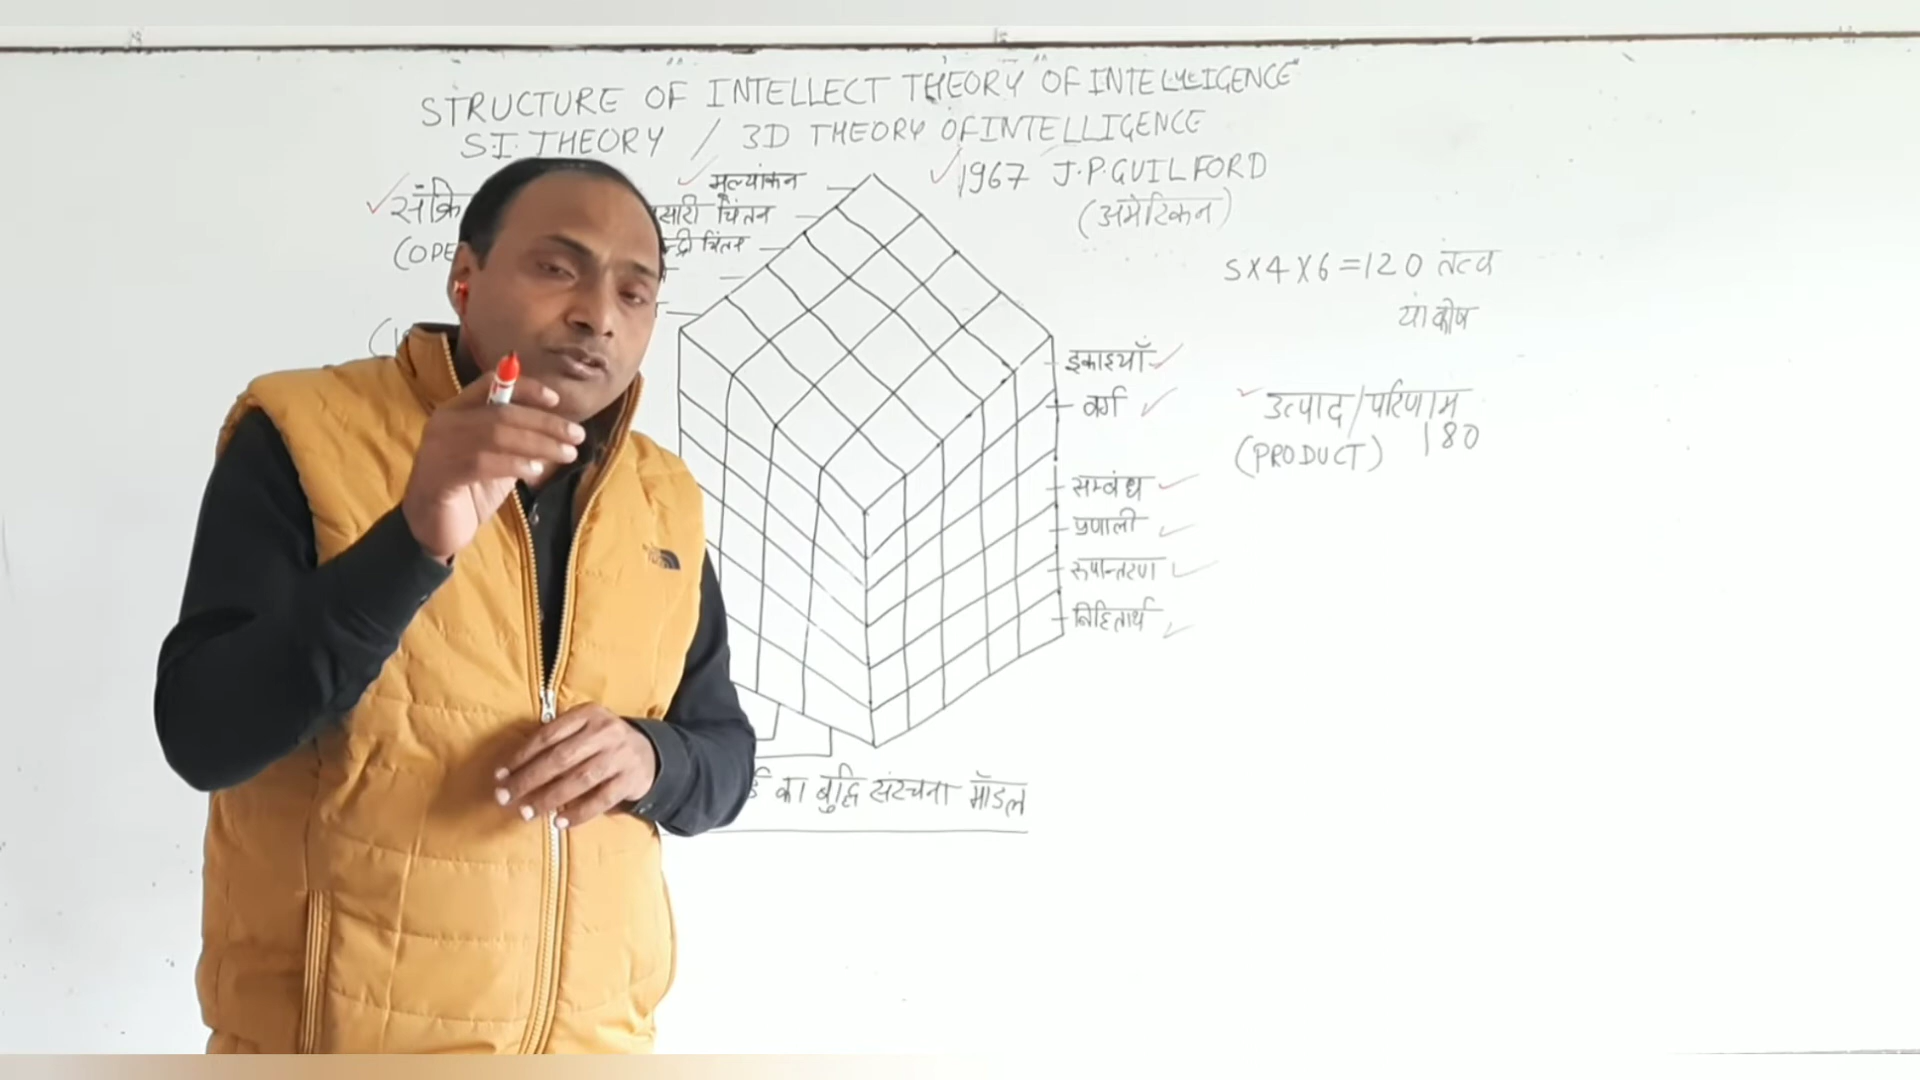 STRUCTURE OF INTELLECT THEORY OF INTELLIGENCE
S.I. THEORY / 3D THEORY OF INTELLIGENCE
1967 J.P. GUILFORD
(अमेरिकन)
मूल्यांकन
चिंतन
चिंतन
5X4X6=120 तत्व
या कोष
इकाइयाँ
वर्ग
सम्बंध
प्रणाली
रूपान्तरण
निहितार्थ
उत्पाद/परिणाम
(PRODUCT) 180
का बुद्धि संरचना मॉडल